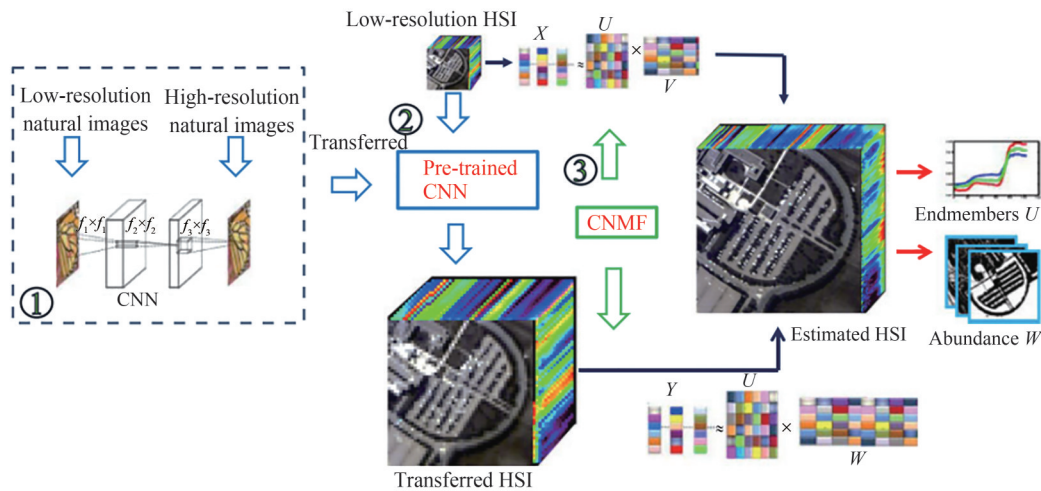 Low-resolution HSI
X
U
≈
×
V
Low-resolution
natural images
High-resolution
natural images
f1×f1
f2×f2
f3×f3
CNN
①
Transferred
②
Pre-trained
CNN
③
CNMF
Transferred HSI
Estimated HSI
Endmembers U
Abundance W
Y
U
≈
×
W